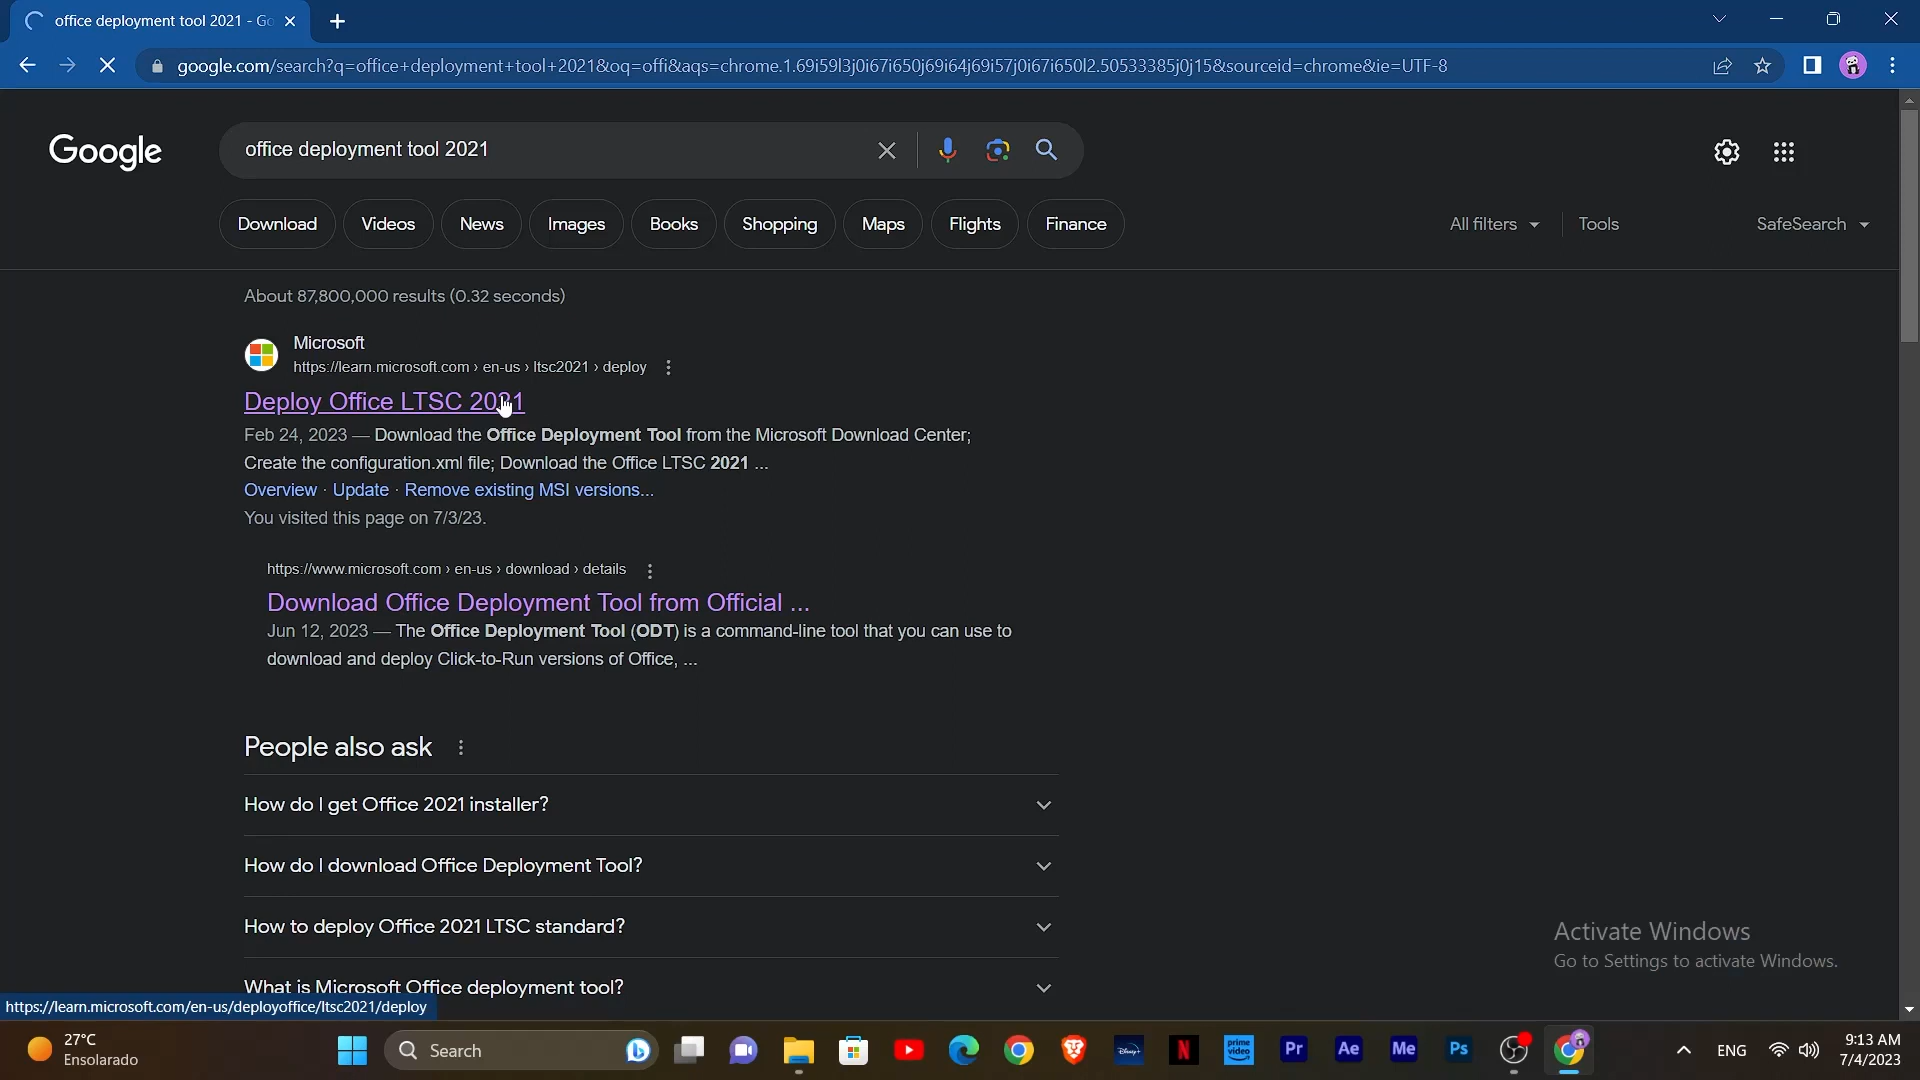 office deployment tool 2021 - Go
google.com/search?q=office+deployment+tool+2021&oq=offi&aqs=chrome.1.69i59l3j0i67i650j69i64j69i57j0i67i650l2.50533385j0j15&sourceid=chrome&ie=UTF-8
Google
office deployment tool 2021
Download Videos News Images Books Shopping Maps Flights Finance All filters Tools SafeSearch
About 87,800,000 results (0.32 seconds)
Microsoft
https://learn.microsoft.com › en-us › ltsc2021 › deploy
Deploy Office LTSC 2021
Feb 24, 2023 — Download the Office Deployment Tool from the Microsoft Download Center;
Create the configuration.xml file; Download the Office LTSC 2021 ...
Overview · Update · Remove existing MSI versions...
You visited this page on 7/3/23.
https://www.microsoft.com › en-us › download › details
Download Office Deployment Tool from Official ...
Jun 12, 2023 — The Office Deployment Tool (ODT) is a command-line tool that you can use to
download and deploy Click-to-Run versions of Office, ...
People also ask
How do I get Office 2021 installer?
How do I download Office Deployment Tool?
How to deploy Office 2021 LTSC standard?
What is Microsoft Office deployment tool?
Activate Windows
Go to Settings to activate Windows.
https://learn.microsoft.com/en-us/deployoffice/ltsc2021/deploy
27°C
Ensolarado
Search
Disney+
N
prime video
Pr
Ae
Me
Ps
ENG
9:13 AM
7/4/2023